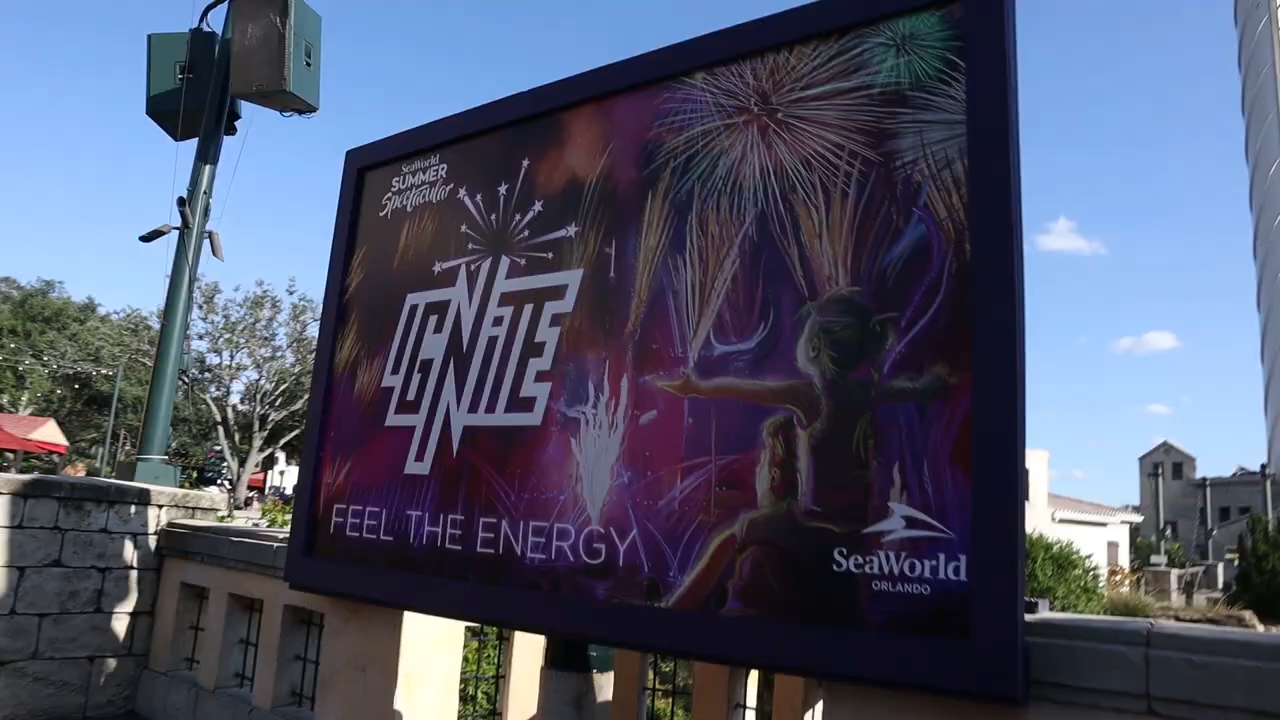 SeaWorld
SUMMER
Spectacular
IGNiTE
FEEL THE ENERGY
SeaWorld
ORLANDO